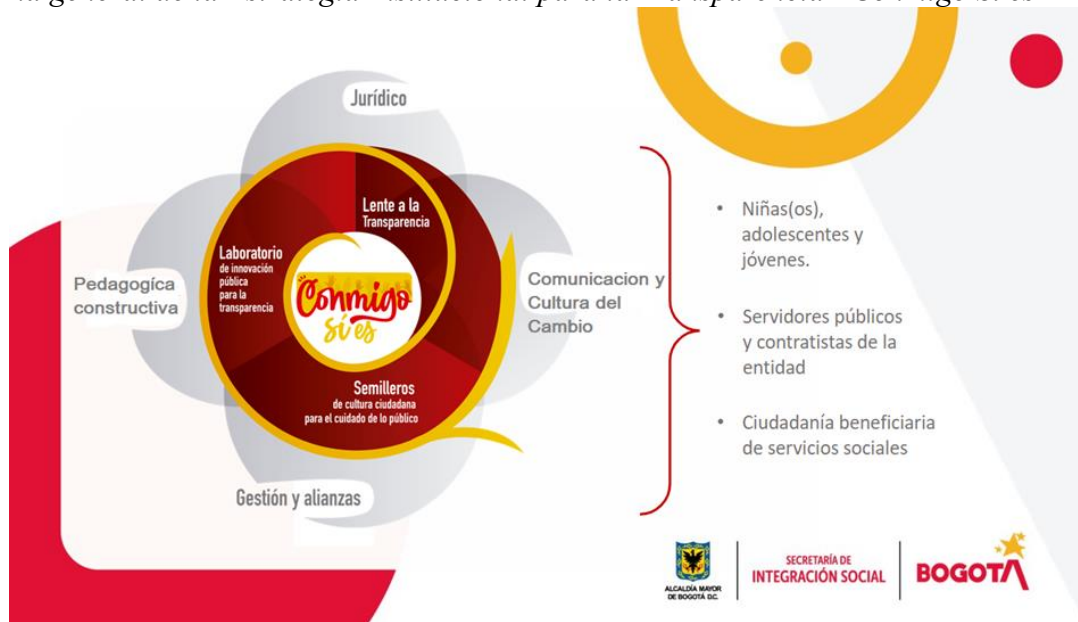 Jurídico
Lente a la
Transparencia
Laboratorio
de innovación
pública
para la
transparencia
Pedagogíca
constructiva
Conmigo
sí es
Comunicacion y
Cultura del
Cambio
Semilleros
de cultura ciudadana
para el cuidado de lo público
Gestión y alianzas
• Niñas(os),
adolescentes y
jóvenes.
• Servidores públicos
y contratistas de la
entidad
• Ciudadanía beneficiaria
de servicios sociales
ALCALDÍA MAYOR
DE BOGOTÁ D.C.
SECRETARÍA DE
INTEGRACIÓN SOCIAL
BOGOTÁ